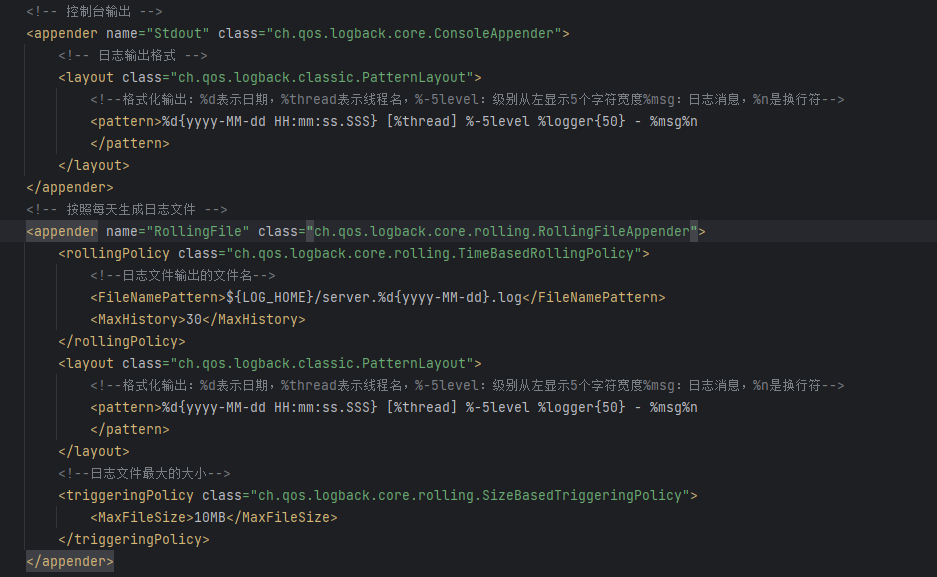 <!-- 控制台输出 -->
<appender name="Stdout" class="ch.qos.logback.core.ConsoleAppender">
<!-- 日志输出格式 -->
<layout class="ch.qos.logback.classic.PatternLayout">
<!--格式化输出：%d表示日期，%thread表示线程名，%-5level：级别从左显示5个字符宽度%msg：日志消息，%n是换行符-->
<pattern>%d{yyyy-MM-dd HH:mm:ss.SSS} [%thread] %-5level %logger{50} - %msg%n
</pattern>
</layout>
</appender>
<!-- 按照每天生成日志文件 -->
<appender name="RollingFile" class="ch.qos.logback.core.rolling.RollingFileAppender">
<rollingPolicy class="ch.qos.logback.core.rolling.TimeBasedRollingPolicy">
<!--日志文件输出的文件名-->
<FileNamePattern>${LOG_HOME}/server.%d{yyyy-MM-dd}.log</FileNamePattern>
<MaxHistory>30</MaxHistory>
</rollingPolicy>
<layout class="ch.qos.logback.classic.PatternLayout">
<!--格式化输出：%d表示日期，%thread表示线程名，%-5level：级别从左显示5个字符宽度%msg：日志消息，%n是换行符-->
<pattern>%d{yyyy-MM-dd HH:mm:ss.SSS} [%thread] %-5level %logger{50} - %msg%n
</pattern>
</layout>
<!--日志文件最大的大小-->
<triggeringPolicy class="ch.qos.logback.core.rolling.SizeBasedTriggeringPolicy">
<MaxFileSize>10MB</MaxFileSize>
</triggeringPolicy>
</appender>